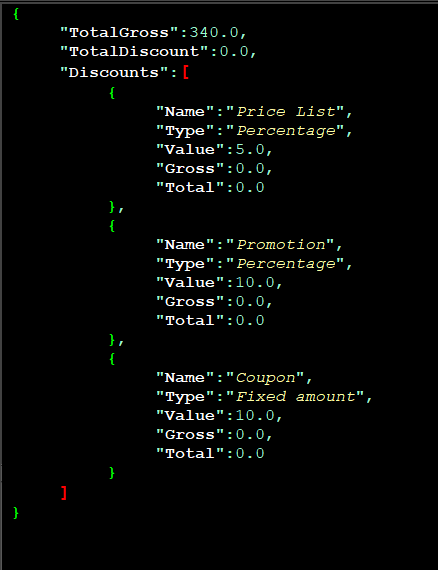 {
"TotalGross":340.0,
"TotalDiscount":0.0,
"Discounts":[
{
"Name":"Price List",
"Type":"Percentage",
"Value":5.0,
"Gross":0.0,
"Total":0.0
},
{
"Name":"Promotion",
"Type":"Percentage",
"Value":10.0,
"Gross":0.0,
"Total":0.0
},
{
"Name":"Coupon",
"Type":"Fixed amount",
"Value":10.0,
"Gross":0.0,
"Total":0.0
}
]
}